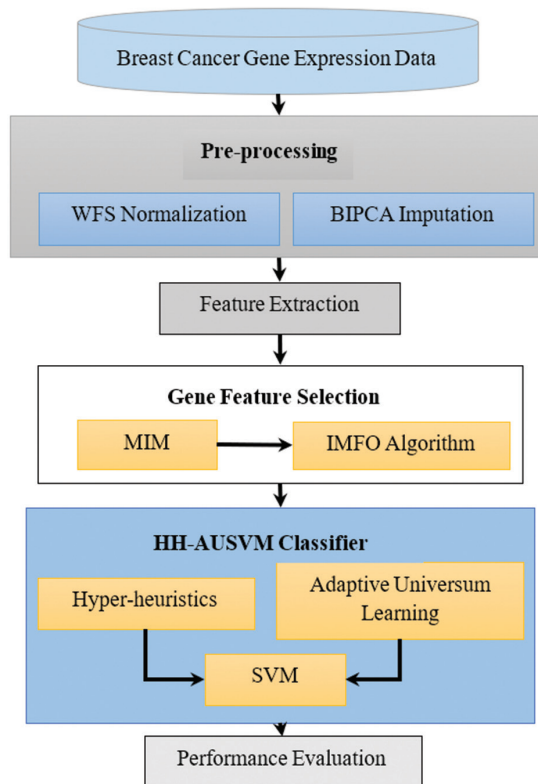 Breast Cancer Gene Expression Data
Pre-processing
WFS Normalization
BIPCA Imputation
Feature Extraction
Gene Feature Selection
MIM
IMFO Algorithm
HH-AUSVM Classifier
Hyper-heuristics
Adaptive Universum
Learning
SVM
Performance Evaluation